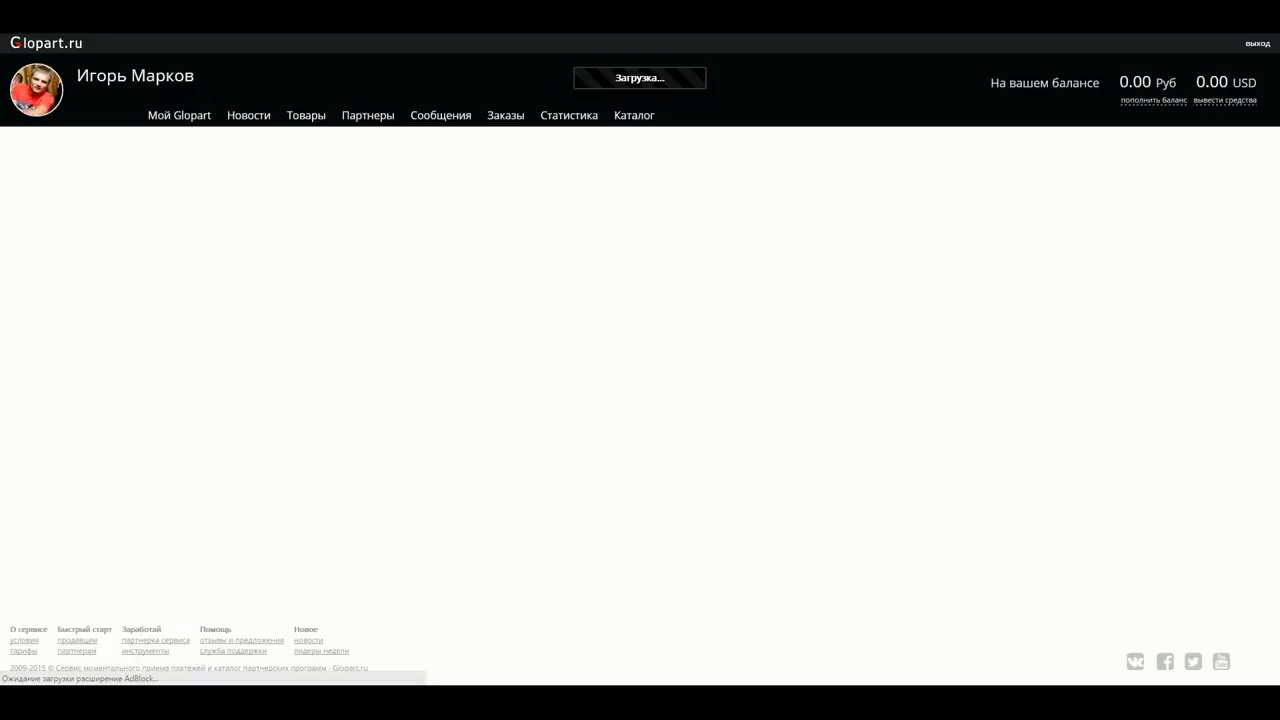 Glopart.ru
выход
Игорь Марков
Загрузка...
На вашем балансе
0.00 Руб
0.00 USD
пополнить баланс
вывести средства
Мой Glopart Новости Товары Партнеры Сообщения Заказы Статистика Каталог
О сервисе Быстрый старт Заработай Помощь Новое
условия продавцам партнерка сервиса отзывы и предложения новости
тарифы партнерам инструменты служба поддержки лидеры недели
2009-2015 © Сервис моментального приема платежей и каталог партнерских программ - Glopart.ru
Ожидание загрузки расширение AdBlock...